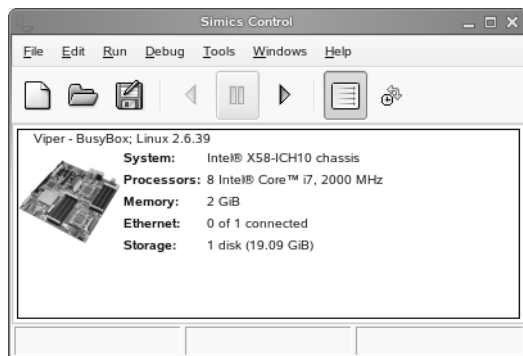 Simics Control
File Edit Run Debug Tools Windows Help
Viper - BusyBox; Linux 2.6.39
System: Intel® X58-ICH10 chassis
Processors: 8 Intel® Core™ i7, 2000 MHz
Memory: 2 GiB
Ethernet: 0 of 1 connected
Storage: 1 disk (19.09 GiB)